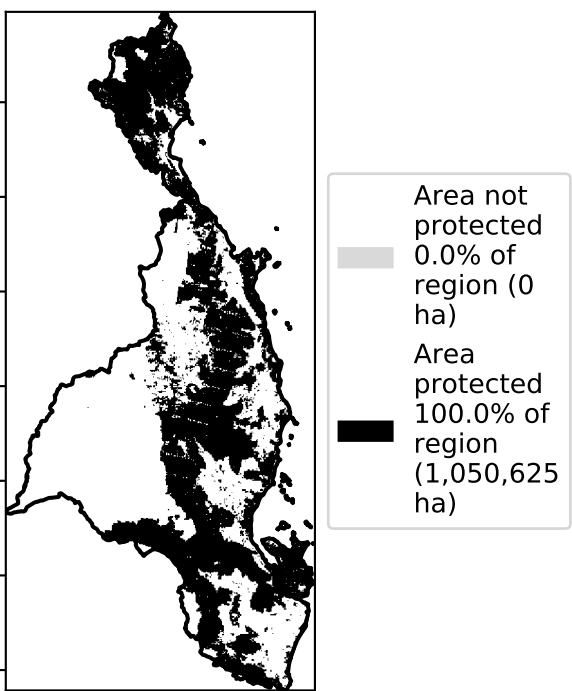 Area not
protected
0.0% of
region (0
ha)
Area
protected
100.0% of
region
(1,050,625
ha)